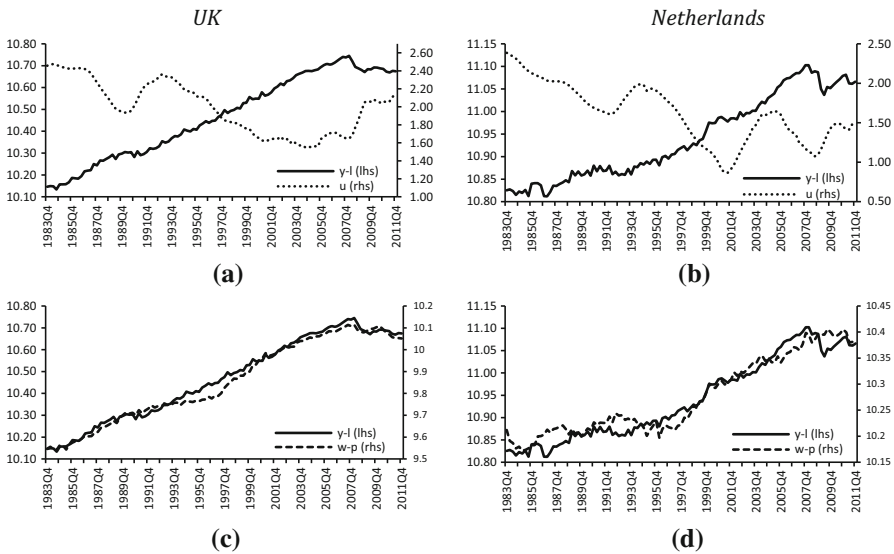 UK
10.80
10.70
10.60
10.50
10.40
10.30
10.20
10.10
2.60
2.40
2.20
2.00
1.80
1.60
1.40
1.20
1.00
y-l (lhs)
u (rhs)
1983Q4
1985Q4
1987Q4
1989Q4
1991Q4
1993Q4
1995Q4
1997Q4
1999Q4
2001Q4
2003Q4
2005Q4
2007Q4
2009Q4
2011Q4
(a)
Netherlands
11.15
11.10
11.05
11.00
10.95
10.90
10.85
10.80
2.50
2.00
1.50
1.00
0.50
y-l (lhs)
u (rhs)
1983Q4
1985Q4
1987Q4
1989Q4
1991Q4
1993Q4
1995Q4
1997Q4
1999Q4
2001Q4
2003Q4
2005Q4
2007Q4
2009Q4
2011Q4
(b)
10.80
10.70
10.60
10.50
10.40
10.30
10.20
10.10
10.2
10.1
10
9.9
9.8
9.7
9.6
9.5
y-l (lhs)
w-p (rhs)
1983Q4
1985Q4
1987Q4
1989Q4
1991Q4
1993Q4
1995Q4
1997Q4
1999Q4
2001Q4
2003Q4
2005Q4
2007Q4
2009Q4
2011Q4
(c)
11.15
11.10
11.05
11.00
10.95
10.90
10.85
10.80
10.45
10.4
10.35
10.3
10.25
10.2
10.15
10.1
y-l (lhs)
w-p (rhs)
1983Q4
1985Q4
1987Q4
1989Q4
1991Q4
1993Q4
1995Q4
1997Q4
1999Q4
2001Q4
2003Q4
2005Q4
2007Q4
2009Q4
2011Q4
(d)